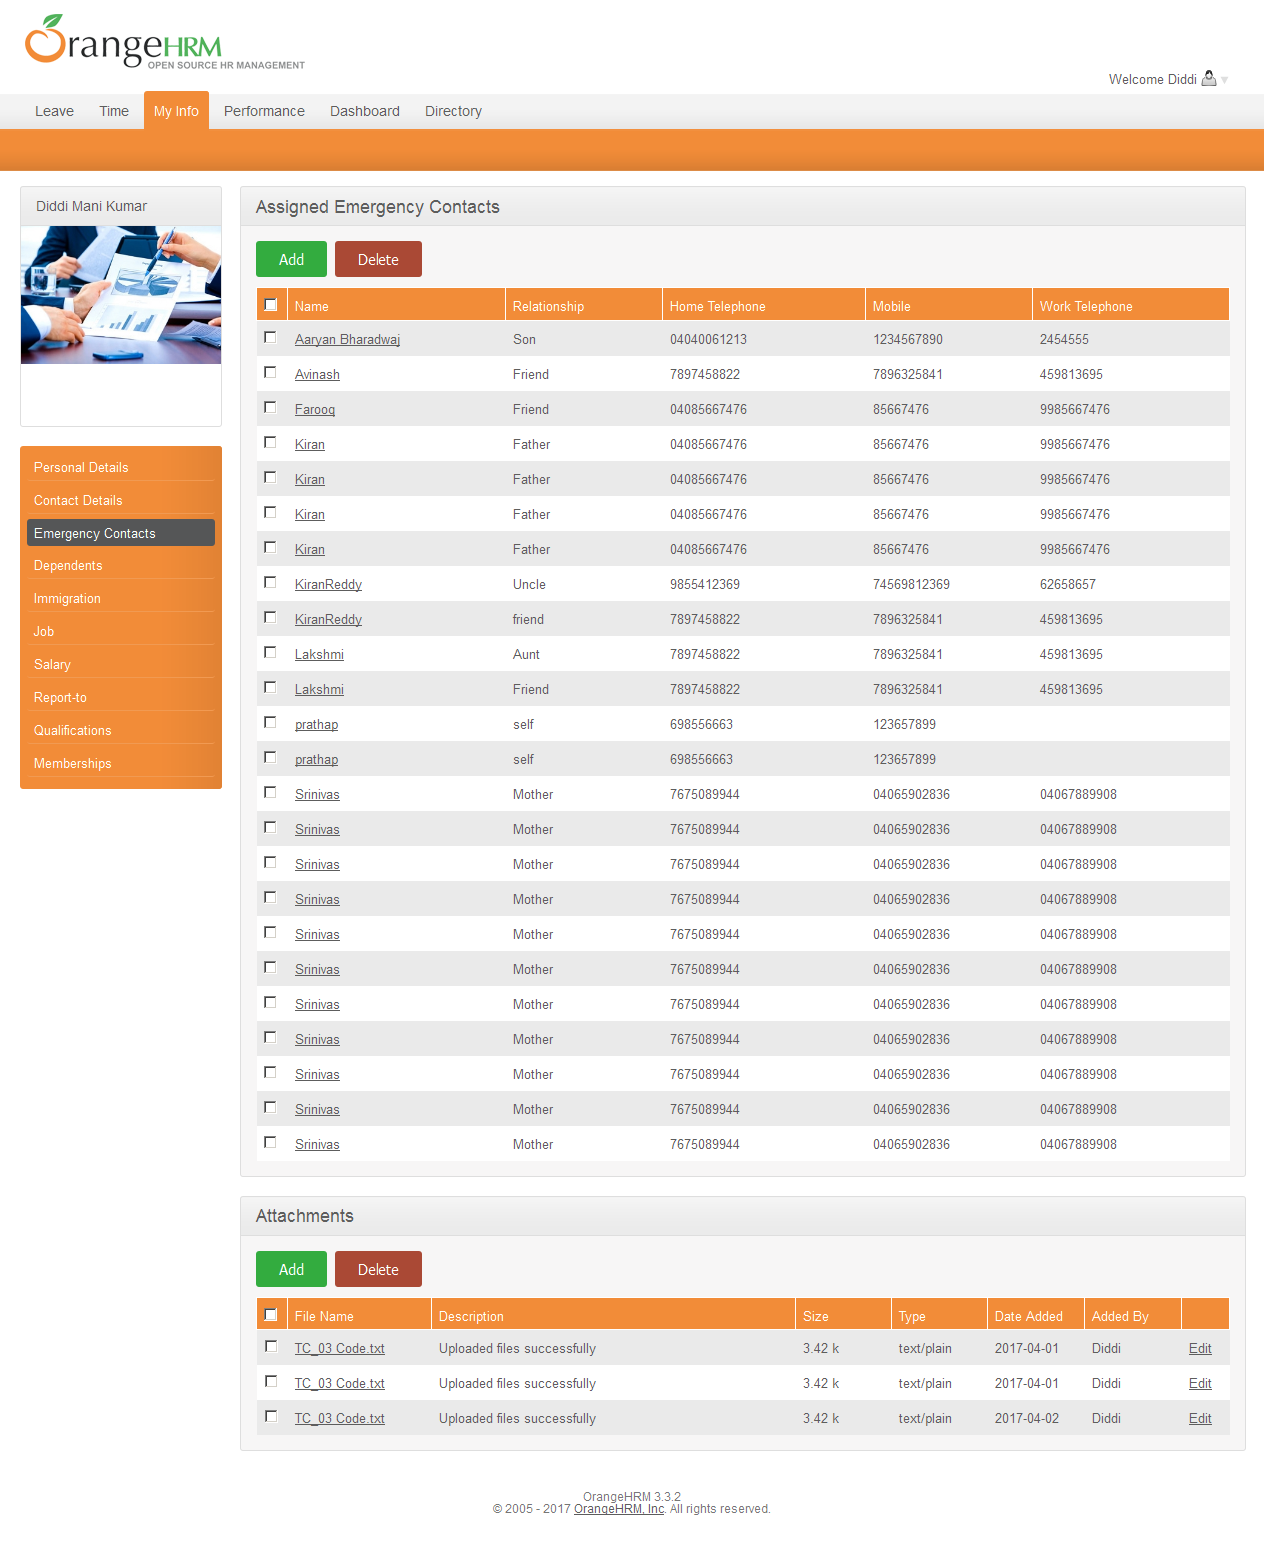 OrangeHRM
OPEN SOURCE HR MANAGEMENT
Welcome Diddi
Leave Time My Info Performance Dashboard Directory
Diddi Mani Kumar
Personal Details
Contact Details
Emergency Contacts
Dependents
Immigration
Job
Salary
Report-to
Qualifications
Memberships
Assigned Emergency Contacts
Add Delete
Name Relationship Home Telephone Mobile Work Telephone
Aaryan Bharadwaj Son 04040061213 1234567890 2454555
Avinash Friend 7897458822 7896325841 459813695
Farooq Friend 04085667476 85667476 9985667476
Kiran Father 04085667476 85667476 9985667476
Kiran Father 04085667476 85667476 9985667476
Kiran Father 04085667476 85667476 9985667476
Kiran Father 04085667476 85667476 9985667476
KiranReddy Uncle 9855412369 74569812369 62658657
KiranReddy friend 7897458822 7896325841 459813695
Lakshmi Aunt 7897458822 7896325841 459813695
Lakshmi Friend 7897458822 7896325841 459813695
prathap self 698556663 123657899
prathap self 698556663 123657899
Srinivas Mother 7675089944 04065902836 04067889908
Srinivas Mother 7675089944 04065902836 04067889908
Srinivas Mother 7675089944 04065902836 04067889908
Srinivas Mother 7675089944 04065902836 04067889908
Srinivas Mother 7675089944 04065902836 04067889908
Srinivas Mother 7675089944 04065902836 04067889908
Srinivas Mother 7675089944 04065902836 04067889908
Srinivas Mother 7675089944 04065902836 04067889908
Srinivas Mother 7675089944 04065902836 04067889908
Srinivas Mother 7675089944 04065902836 04067889908
Srinivas Mother 7675089944 04065902836 04067889908
Attachments
Add Delete
File Name Description Size Type Date Added Added By
TC_03 Code.txt Uploaded files successfully 3.42 k text/plain 2017-04-01 Diddi Edit
TC_03 Code.txt Uploaded files successfully 3.42 k text/plain 2017-04-01 Diddi Edit
TC_03 Code.txt Uploaded files successfully 3.42 k text/plain 2017-04-02 Diddi Edit
OrangeHRM 3.3.2
© 2005 - 2017 OrangeHRM, Inc. All rights reserved.